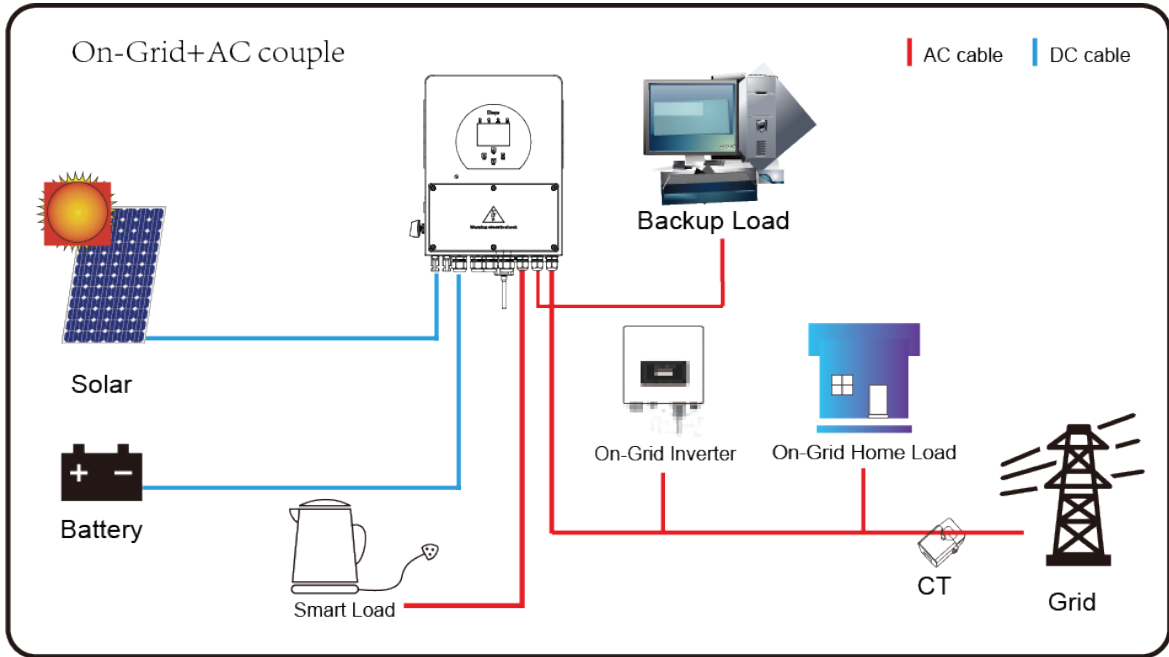 On-Grid+AC couple
AC cable
DC cable
Backup Load
Solar
On-Grid Inverter
On-Grid Home Load
Battery
Smart Load
CT
Grid